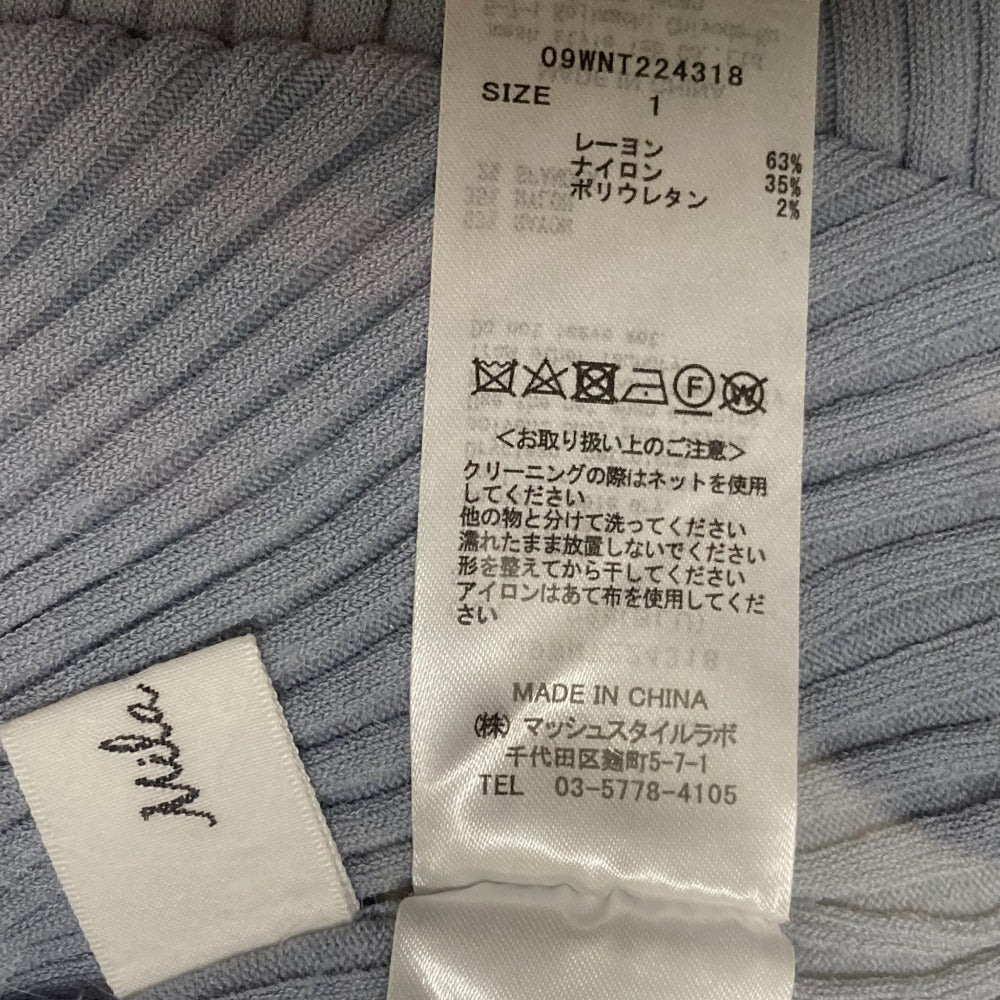 09WNT224318
SIZE 1
レーヨン 63%
ナイロン 35%
ポリウレタン 2%
F W
<お取り扱い上のご注意>
クリーニングの際はネットを使用
してください
他の物と分けて洗ってください
濡れたまま放置しないでください
形を整えてから干してください
アイロンはあて布を使用してくだ
さい
MADE IN CHINA
(株)マッシュスタイルラボ
千代田区麹町5-7-1
TEL 03-5778-4105